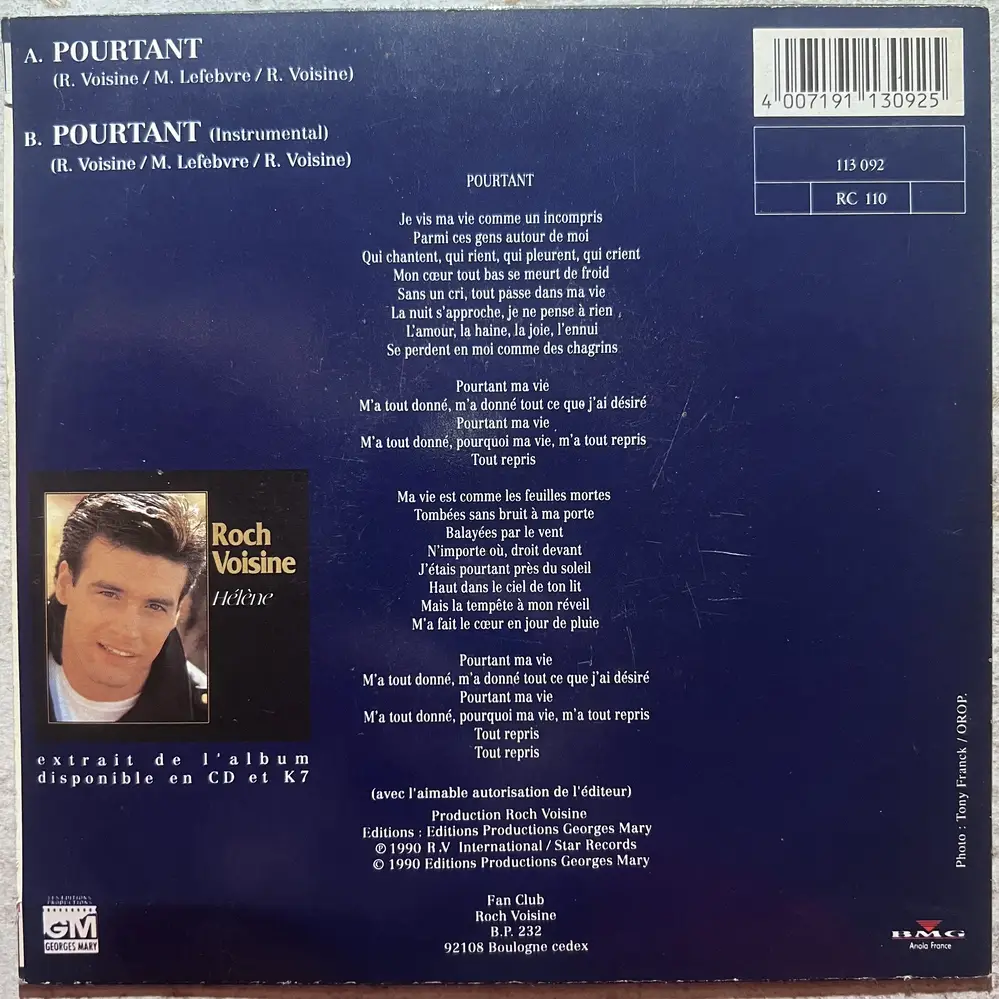 A. POURTANT
(R. Voisine / M. Lefebvre / R. Voisine)
B. POURTANT (Instrumental)
(R. Voisine / M. Lefebvre / R. Voisine)
4 007191 130925
113 092
RC 110
POURTANT
Je vis ma vie comme un incompris
Parmi ces gens autour de moi
Qui chantent, qui rient, qui pleurent, qui crient
Mon cœur tout bas se meurt de froid
Sans un cri, tout passe dans ma vie
La nuit s'approche, je ne pense à rien
L'amour, la haine, la joie, l'ennui
Se perdent en moi comme des chagrins
Pourtant ma vie
M'a tout donné, m'a donné tout ce que j'ai désiré
Pourtant ma vie
M'a tout donné, pourquoi ma vie, m'a tout repris
Tout repris
Ma vie est comme les feuilles mortes
Tombées sans bruit à ma porte
Balayées par le vent
N'importe où, droit devant
J'étais pourtant près du soleil
Haut dans le ciel de ton lit
Mais la tempête à mon réveil
M'a fait le cœur en jour de pluie
Pourtant ma vie
M'a tout donné, m'a donné tout ce que j'ai désiré
Pourtant ma vie
M'a tout donné, pourquoi ma vie, m'a tout repris
Tout repris
Tout repris
(avec l'aimable autorisation de l'éditeur)
Production Roch Voisine
Editions : Editions Productions Georges Mary
℗ 1990 R.V International / Star Records
© 1990 Editions Productions Georges Mary
Fan Club
Roch Voisine
B.P. 232
92108 Boulogne cedex
Roch
Voisine
Hélène
extrait de l'album
disponible en CD et K7
LES EDITIONS
PRODUCTIONS
GM
GEORGES MARY
Photo : Tony Franck / OROP.
BMG
Ariola France